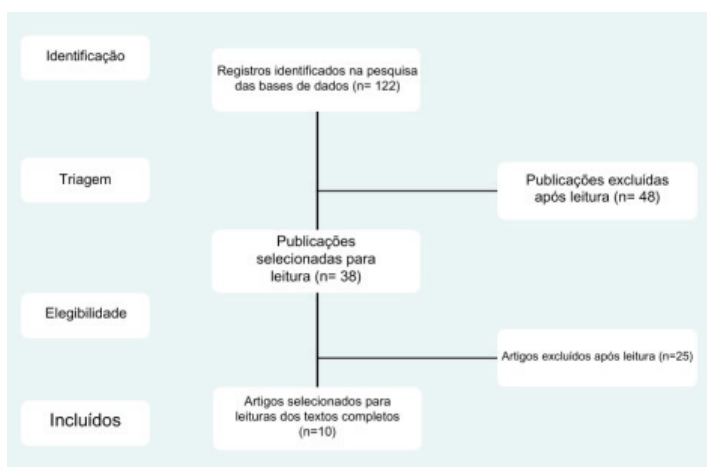 Identificação
Registros identificados na pesquisa
das bases de dados (n= 122)
Triagem
Publicações excluídas
após leitura (n= 48)
Publicações
selecionadas para
leitura (n= 38)
Elegibilidade
Artigos excluídos após leitura (n=25)
Incluídos
Artigos selecionados para
leituras dos textos completos
(n=10)